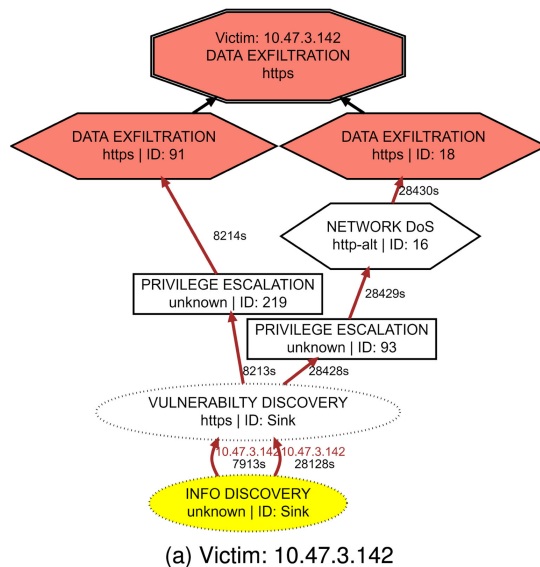 Victim: 10.47.3.142
DATA EXFILTRATION
https
DATA EXFILTRATION
https | ID: 91
DATA EXFILTRATION
https | ID: 18
28430s
8214s
NETWORK DoS
http-alt | ID: 16
PRIVILEGE ESCALATION
unknown | ID: 219
28429s
PRIVILEGE ESCALATION
unknown | ID: 93
8213s
28428s
VULNERABILTY DISCOVERY
https | ID: Sink
10.47.3.142
7913s
10.47.3.142
28128s
INFO DISCOVERY
unknown | ID: Sink
(a) Victim: 10.47.3.142